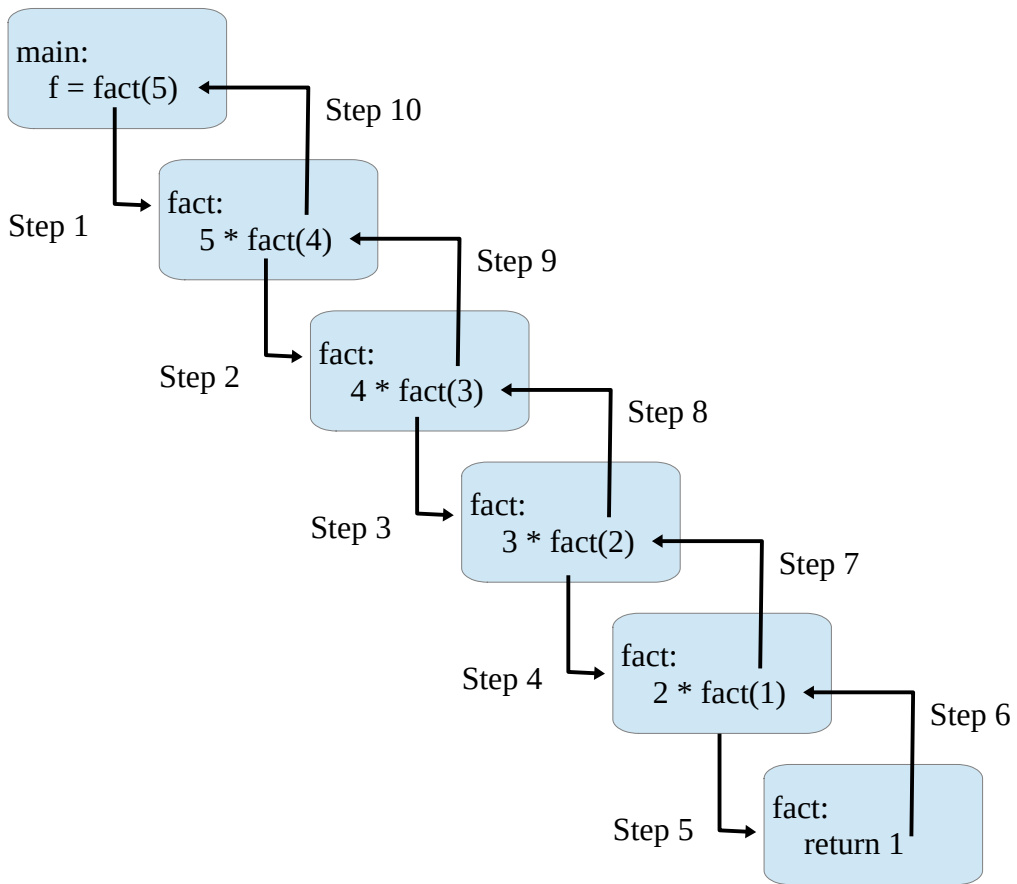 main:
f = fact(5)
Step 10
Step 1
fact:
5 * fact(4)
Step 9
Step 2
fact:
4 * fact(3)
Step 8
Step 3
fact:
3 * fact(2)
Step 7
Step 4
fact:
2 * fact(1)
Step 6
Step 5
fact:
return 1